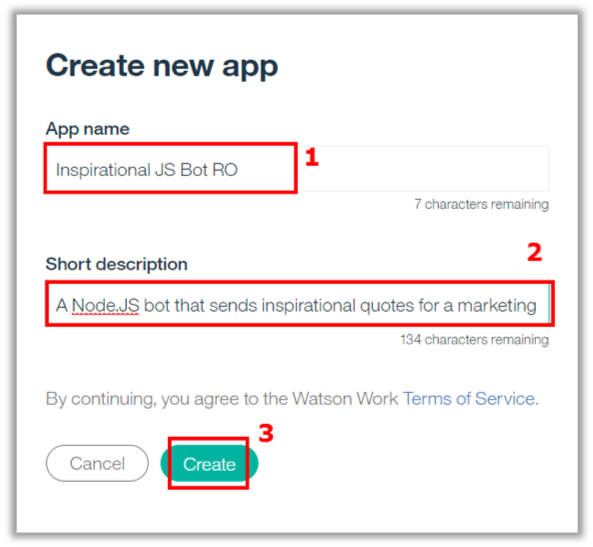 Create new app
App name
Inspirational JS Bot RO
1
7 characters remaining
2
Short description
A Node.JS bot that sends inspirational quotes for a marketing
134 characters remaining
By continuing, you agree to the Watson Work Terms of Service.
3
Cancel
Create